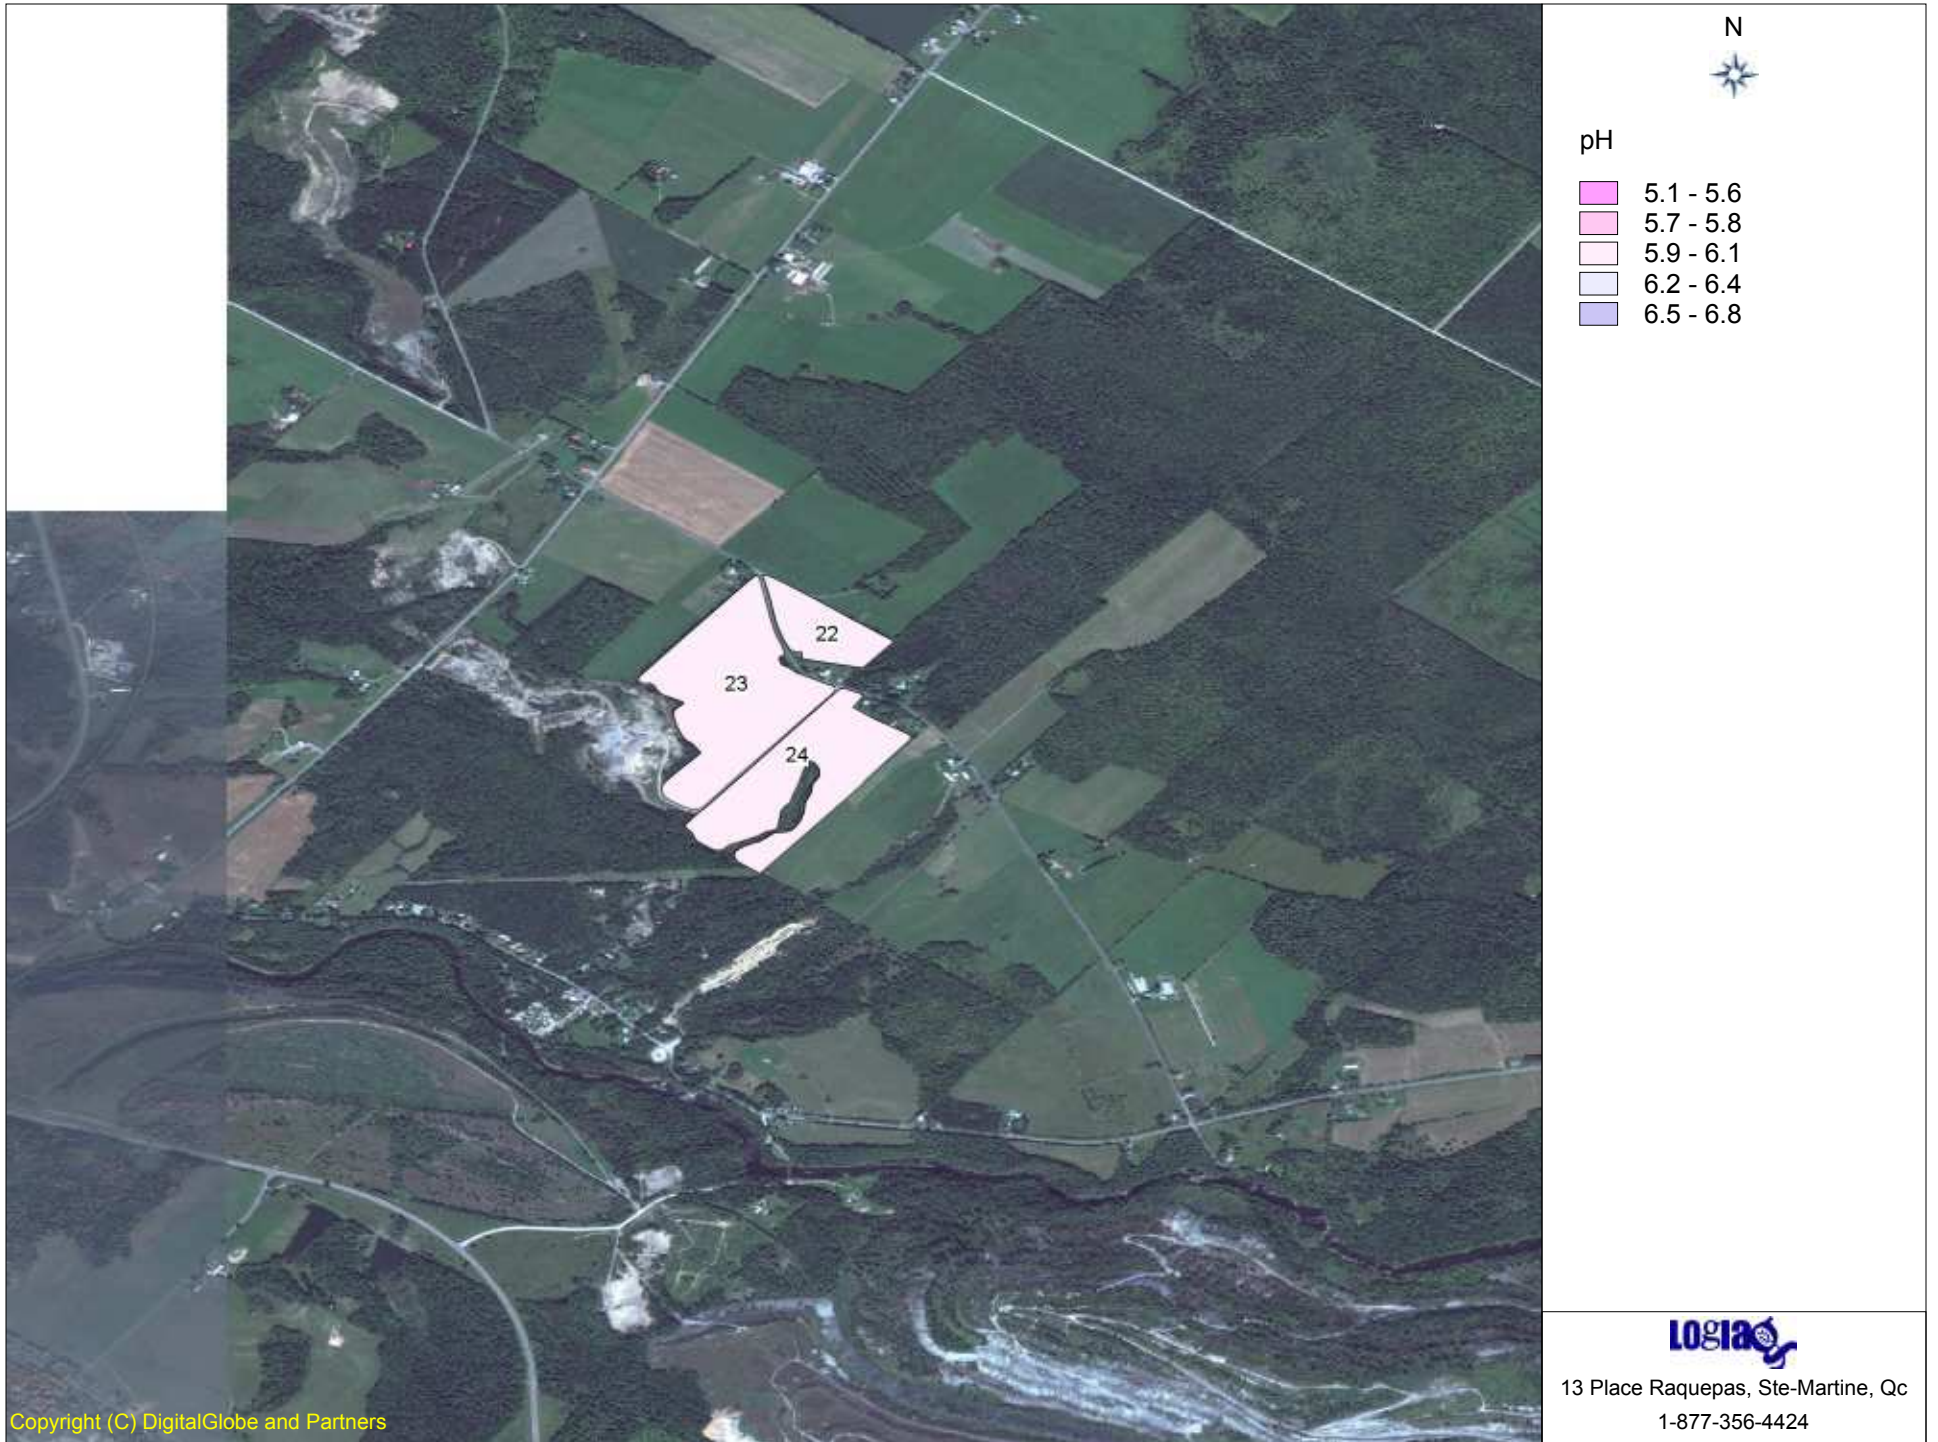 N
pH
5.1 - 5.6
5.7 - 5.8
5.9 - 6.1
6.2 - 6.4
6.5 - 6.8
22
23
24
LOgIAg
13 Place Raquepas, Ste-Martine, Qc
1-877-356-4424
Copyright (C) DigitalGlobe and Partners